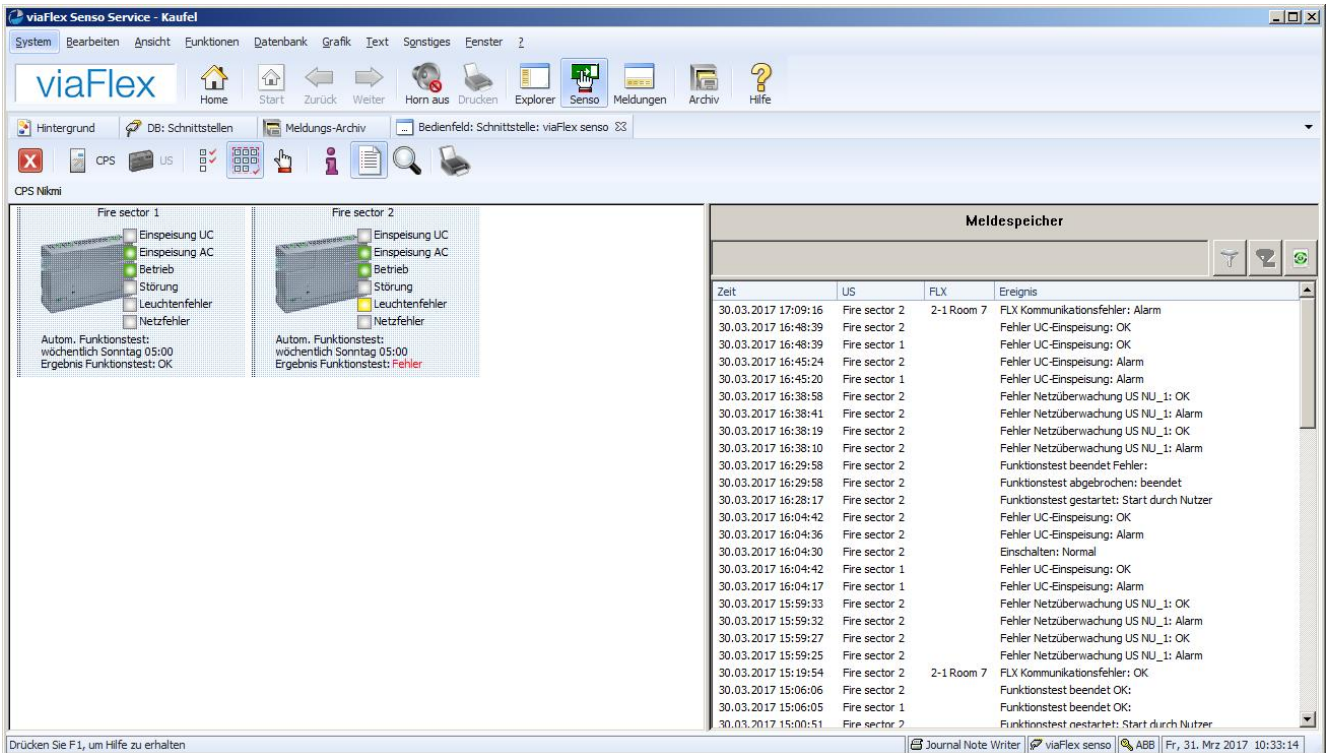 viaFlex Senso Service - Kaufel
System Bearbeiten Ansicht Funktionen Datenbank Grafik Text Sonstiges Fenster ?
viaFlex Home Start Zurück Weiter Horn aus Drucken Explorer Senso Meldungen Archiv Hilfe
Hintergrund DB: Schnittstellen Meldungs-Archiv Bedienfeld: Schnittstelle: viaFlex senso
CPS US
CPS Nikmi
Fire sector 1
Einspeisung UC
Einspeisung AC
Betrieb
Störung
Leuchtenfehler
Netzfehler
Autom. Funktionstest:
wöchentlich Sonntag 05:00
Ergebnis Funktionstest: OK
Fire sector 2
Einspeisung UC
Einspeisung AC
Betrieb
Störung
Leuchtenfehler
Netzfehler
Autom. Funktionstest:
wöchentlich Sonntag 05:00
Ergebnis Funktionstest: Fehler
Meldespeicher
Zeit US FLX Ereignis
30.03.2017 17:09:16 Fire sector 2 2-1 Room 7 FLX Kommunikationsfehler: Alarm
30.03.2017 16:48:39 Fire sector 2 Fehler UC-Einspeisung: OK
30.03.2017 16:48:39 Fire sector 1 Fehler UC-Einspeisung: OK
30.03.2017 16:45:24 Fire sector 2 Fehler UC-Einspeisung: Alarm
30.03.2017 16:45:20 Fire sector 1 Fehler UC-Einspeisung: Alarm
30.03.2017 16:38:58 Fire sector 2 Fehler Netzüberwachung US NU_1: OK
30.03.2017 16:38:41 Fire sector 2 Fehler Netzüberwachung US NU_1: Alarm
30.03.2017 16:38:19 Fire sector 2 Fehler Netzüberwachung US NU_1: OK
30.03.2017 16:38:10 Fire sector 2 Fehler Netzüberwachung US NU_1: Alarm
30.03.2017 16:29:58 Fire sector 2 Funktionstest beendet Fehler:
30.03.2017 16:29:58 Fire sector 2 Funktionstest abgebrochen: beendet
30.03.2017 16:28:17 Fire sector 2 Funktionstest gestartet: Start durch Nutzer
30.03.2017 16:04:42 Fire sector 2 Fehler UC-Einspeisung: OK
30.03.2017 16:04:36 Fire sector 2 Fehler UC-Einspeisung: Alarm
30.03.2017 16:04:30 Fire sector 2 Einschalten: Normal
30.03.2017 16:04:42 Fire sector 1 Fehler UC-Einspeisung: OK
30.03.2017 16:04:17 Fire sector 1 Fehler UC-Einspeisung: Alarm
30.03.2017 15:59:33 Fire sector 2 Fehler Netzüberwachung US NU_1: OK
30.03.2017 15:59:32 Fire sector 2 Fehler Netzüberwachung US NU_1: Alarm
30.03.2017 15:59:27 Fire sector 2 Fehler Netzüberwachung US NU_1: OK
30.03.2017 15:59:25 Fire sector 2 Fehler Netzüberwachung US NU_1: Alarm
30.03.2017 15:19:54 Fire sector 2 2-1 Room 7 FLX Kommunikationsfehler: OK
30.03.2017 15:06:06 Fire sector 2 Funktionstest beendet OK:
30.03.2017 15:06:05 Fire sector 1 Funktionstest beendet OK:
30.03.2017 15:00:51 Fire sector 2 Funktionstest gestartet: Start durch Nutzer
Drücken Sie F1, um Hilfe zu erhalten Journal Note Writer viaFlex senso ABB Fr, 31. Mrz 2017 10:33:14